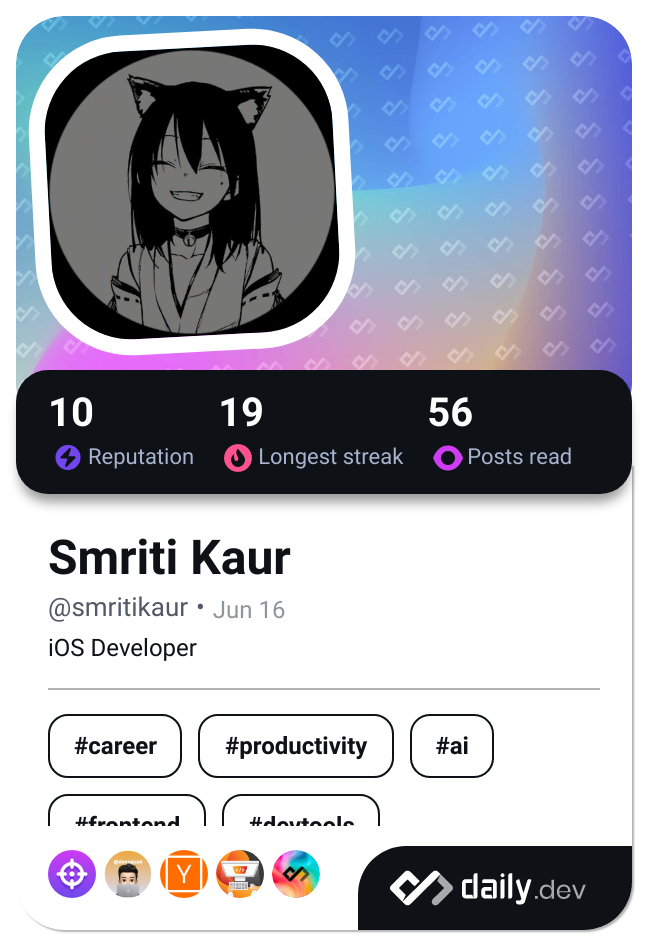 10 19 56
Reputation Longest streak Posts read
Smriti Kaur
@smritikaur • Jun 16
iOS Developer
#career #productivity #ai
#frontend #devtools
Y
daily.dev